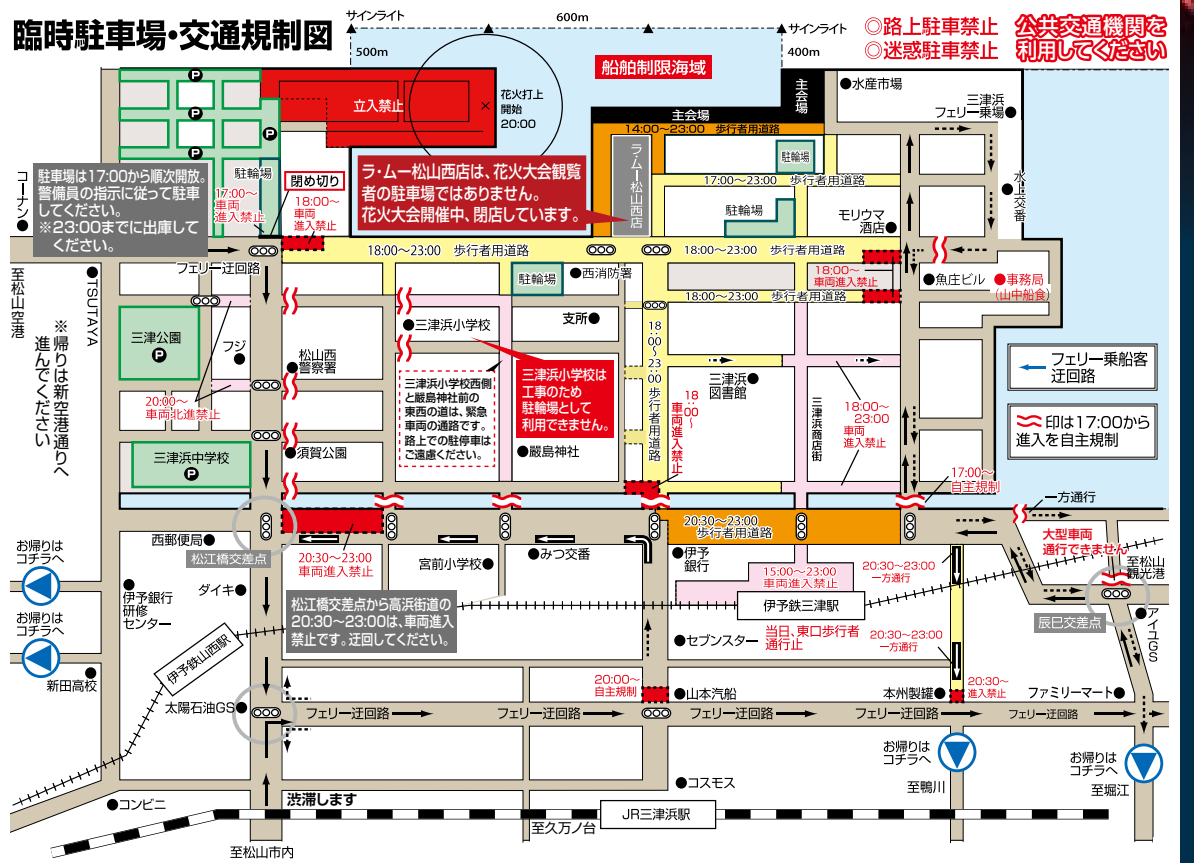 臨時駐車場・交通規制図
サインライト
600m
サインライト
500m
400m
◎路上駐車禁止
◎迷惑駐車禁止
公共交通機関を
利用してください
船舶制限海域
花火打上
開始
20:00
立入禁止
主会場
主会場
水産市場
三津浜
フェリー乗場
14:00〜23:00 歩行者用道路
P
P
P
P
駐車場は17:00から順次開放。
警備員の指示に従って駐車
してください。
※23:00までに出庫して
ください。
駐輪場
17:00〜
車両
進入禁止
閉め切り
18:00〜
車両
進入禁止
ラ・ムー松山西店は、花火大会観覧
者の駐車場ではありません。
花火大会開催中、閉店しています。
ラ・ムー松山西店
駐輪場
17:00〜23:00 歩行者用道路
駐輪場
モリウマ
酒店
水上交番
コーナン
至松山空港
18:00〜23:00 歩行者用道路
18:00〜23:00 歩行者用道路
フェリー迂回路
TSUTAYA
駐輪場
西消防署
18:00〜
車両進入禁止
18:00〜23:00 歩行者用道路
魚庄ビル
事務局
(山中船食)
※帰りは新空港通りへ
進んでください
三津公園
P
フジ
松山西
警察署
三津浜小学校
支所
18:00〜23:00 歩行者用道路
20:00〜
車両北進禁止
三津浜小学校西側
と厳島神社前の
東西の道は、緊急
車両の通路です。
路上での駐停車は
ご遠慮ください。
三津浜小学校は
工事のため
駐輪場として
利用できません。
三津浜
図書館
18:00〜
車両進入禁止
三津浜商店街
18:00〜
23:00
車両
進入禁止
フェリー乗船客
迂回路
印は17:00から
進入を自主規制
三津浜中学校
P
須賀公園
厳島神社
17:00〜
自主規制
一方通行
20:30〜23:00
歩行者用道路
大型車両
通行できません
西郵便局
松江橋交差点
20:30〜23:00
車両進入禁止
宮前小学校
みつ交番
伊予
銀行
15:00〜23:00
車両進入禁止
20:30〜23:00
一方通行
至松山
観光港
お帰りは
コチラへ
伊予銀行
研修
センター
ダイキ
松江橋交差点から高浜街道の
20:30〜23:00は、車両進入
禁止です。迂回してください。
伊予鉄三津駅
辰巳交差点
アイユGS
お帰りは
コチラへ
伊予鉄山西駅
セブンスター
当日、東口歩行者
通行止
20:30〜23:00
一方通行
新田高校
20:00〜
自主規制
山本汽船
本州製罐
20:30〜
進入禁止
ファミリーマート
太陽石油GS
フェリー迂回路
フェリー迂回路
フェリー迂回路
フェリー迂回路
フェリー迂回路
お帰りは
コチラへ
お帰りは
コチラへ
コスモス
至鴨川
至堀江
コンビニ
渋滞します
JR三津浜駅
至久万ノ台
至松山市内